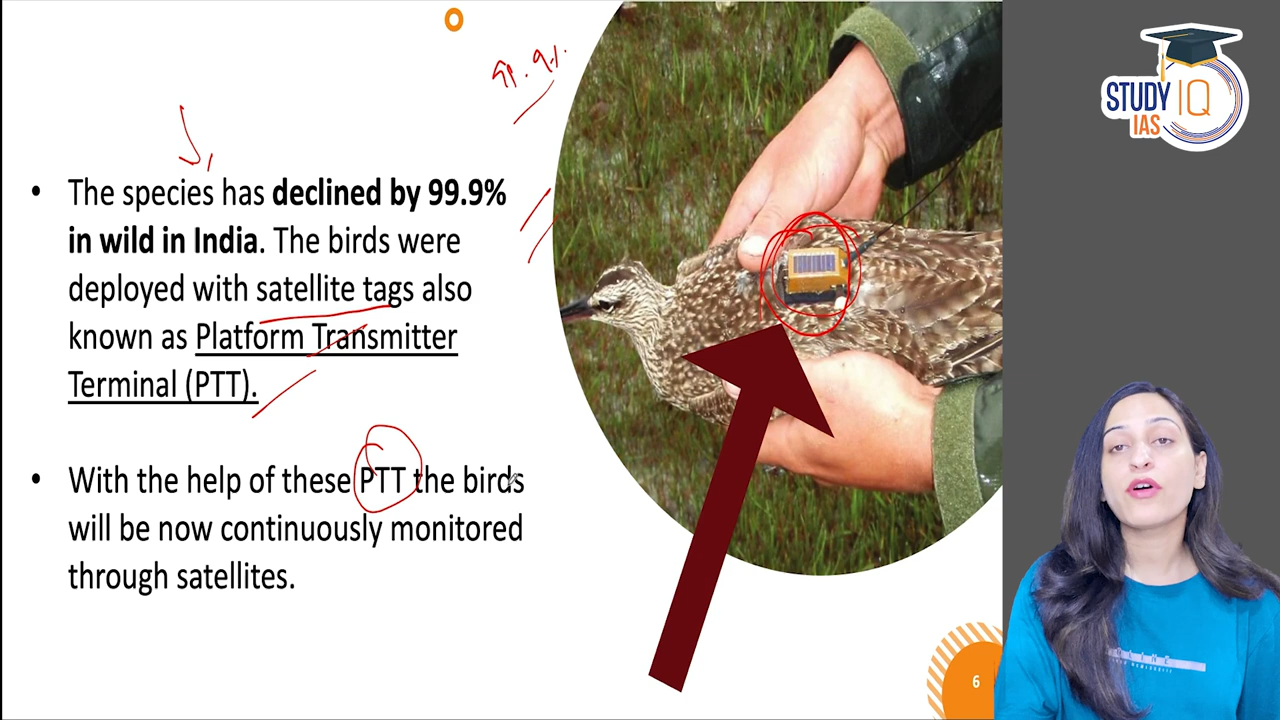 99.9%
• The species has declined by 99.9%
in wild in India. The birds were
deployed with satellite tags also
known as Platform Transmitter
Terminal (PTT).
• With the help of these PTT the birds
will be now continuously monitored
through satellites.
6
STUDY IQ
IAS